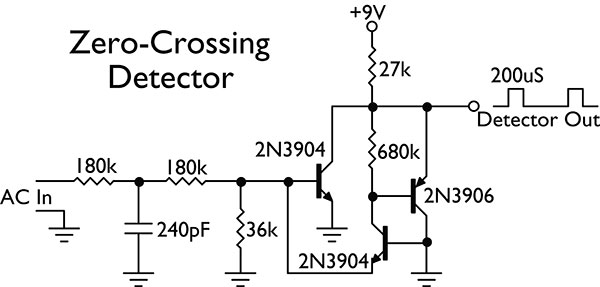 Zero-Crossing
Detector
+9V
27k
200uS
Detector Out
2N3904
680k
180k
180k
2N3906
AC In
240pF
36k
2N3904